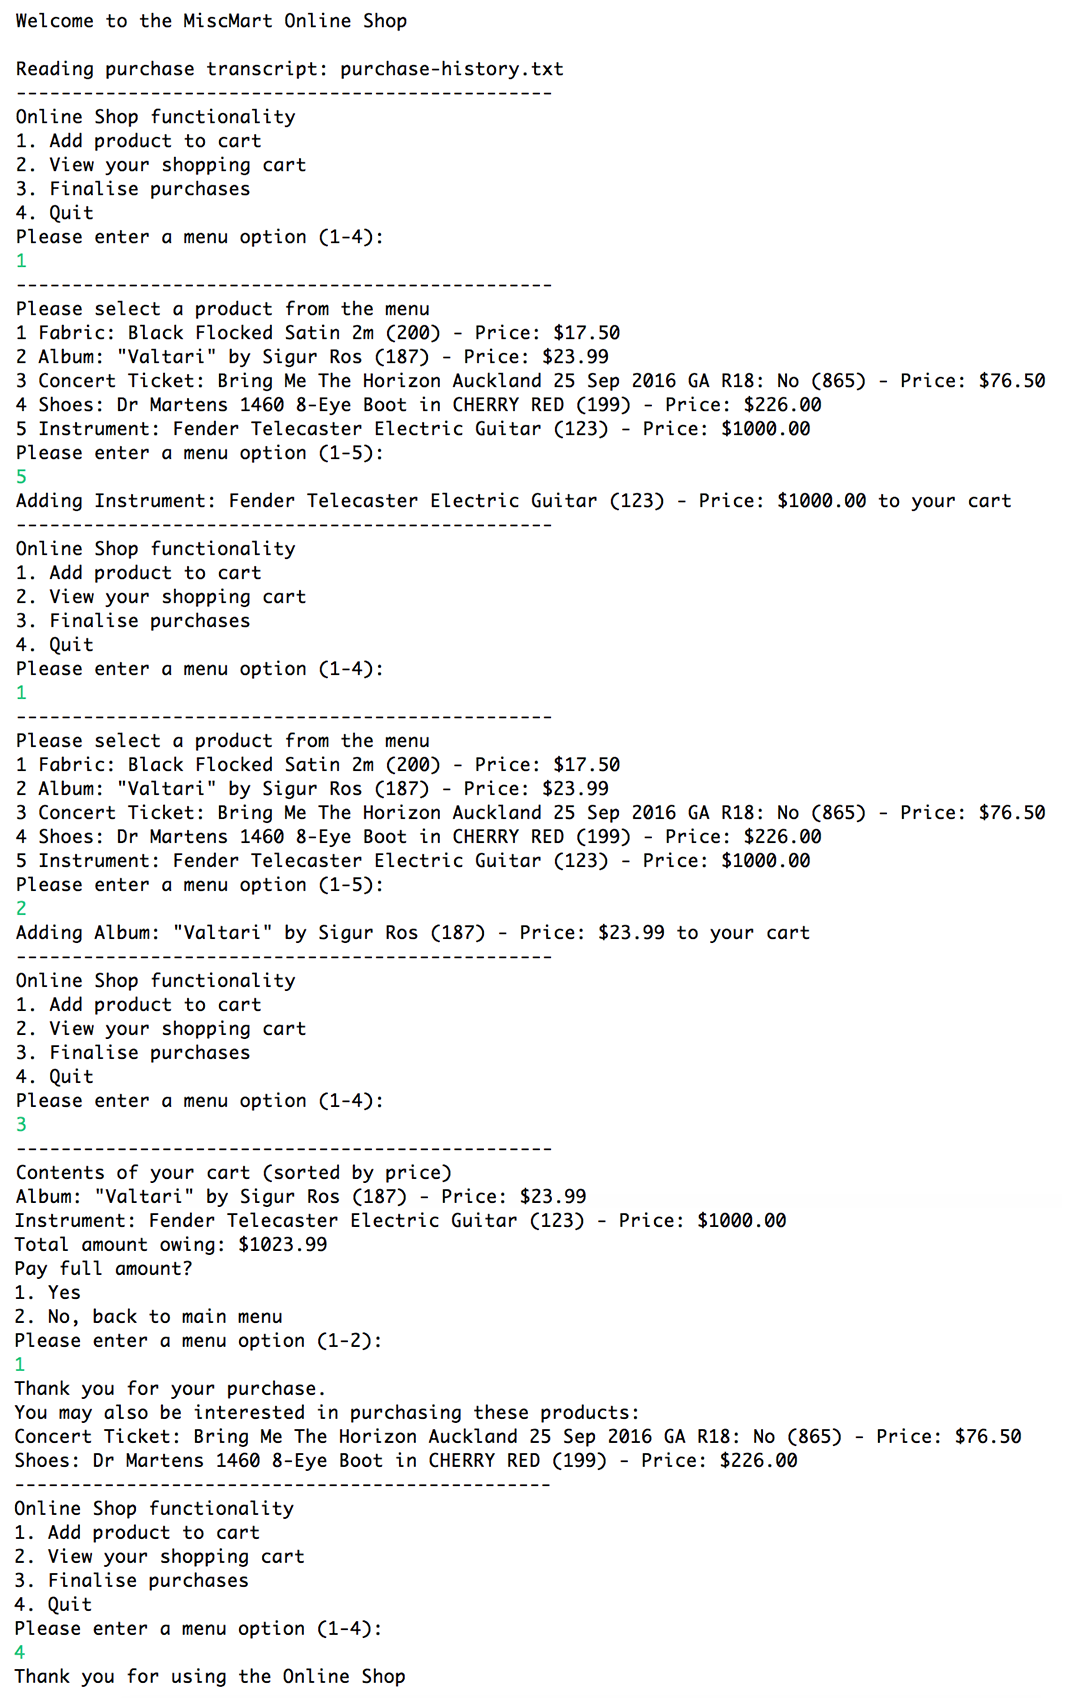 Welcome to the MiscMart Online Shop
Reading purchase transcript: purchase-history.txt
------------------------------------------------
Online Shop functionality
1. Add product to cart
2. View your shopping cart
3. Finalise purchases
4. Quit
Please enter a menu option (1-4):
1
------------------------------------------------
Please select a product from the menu
1 Fabric: Black Flocked Satin 2m (200) - Price: $17.50
2 Album: "Valtari" by Sigur Ros (187) - Price: $23.99
3 Concert Ticket: Bring Me The Horizon Auckland 25 Sep 2016 GA R18: No (865) - Price: $76.50
4 Shoes: Dr Martens 1460 8-Eye Boot in CHERRY RED (199) - Price: $226.00
5 Instrument: Fender Telecaster Electric Guitar (123) - Price: $1000.00
Please enter a menu option (1-5):
5
Adding Instrument: Fender Telecaster Electric Guitar (123) - Price: $1000.00 to your cart
------------------------------------------------
Online Shop functionality
1. Add product to cart
2. View your shopping cart
3. Finalise purchases
4. Quit
Please enter a menu option (1-4):
1
------------------------------------------------
Please select a product from the menu
1 Fabric: Black Flocked Satin 2m (200) - Price: $17.50
2 Album: "Valtari" by Sigur Ros (187) - Price: $23.99
3 Concert Ticket: Bring Me The Horizon Auckland 25 Sep 2016 GA R18: No (865) - Price: $76.50
4 Shoes: Dr Martens 1460 8-Eye Boot in CHERRY RED (199) - Price: $226.00
5 Instrument: Fender Telecaster Electric Guitar (123) - Price: $1000.00
Please enter a menu option (1-5):
2
Adding Album: "Valtari" by Sigur Ros (187) - Price: $23.99 to your cart
------------------------------------------------
Online Shop functionality
1. Add product to cart
2. View your shopping cart
3. Finalise purchases
4. Quit
Please enter a menu option (1-4):
3
------------------------------------------------
Contents of your cart (sorted by price)
Album: "Valtari" by Sigur Ros (187) - Price: $23.99
Instrument: Fender Telecaster Electric Guitar (123) - Price: $1000.00
Total amount owing: $1023.99
Pay full amount?
1. Yes
2. No, back to main menu
Please enter a menu option (1-2):
1
Thank you for your purchase.
You may also be interested in purchasing these products:
Concert Ticket: Bring Me The Horizon Auckland 25 Sep 2016 GA R18: No (865) - Price: $76.50
Shoes: Dr Martens 1460 8-Eye Boot in CHERRY RED (199) - Price: $226.00
------------------------------------------------
Online Shop functionality
1. Add product to cart
2. View your shopping cart
3. Finalise purchases
4. Quit
Please enter a menu option (1-4):
4
Thank you for using the Online Shop